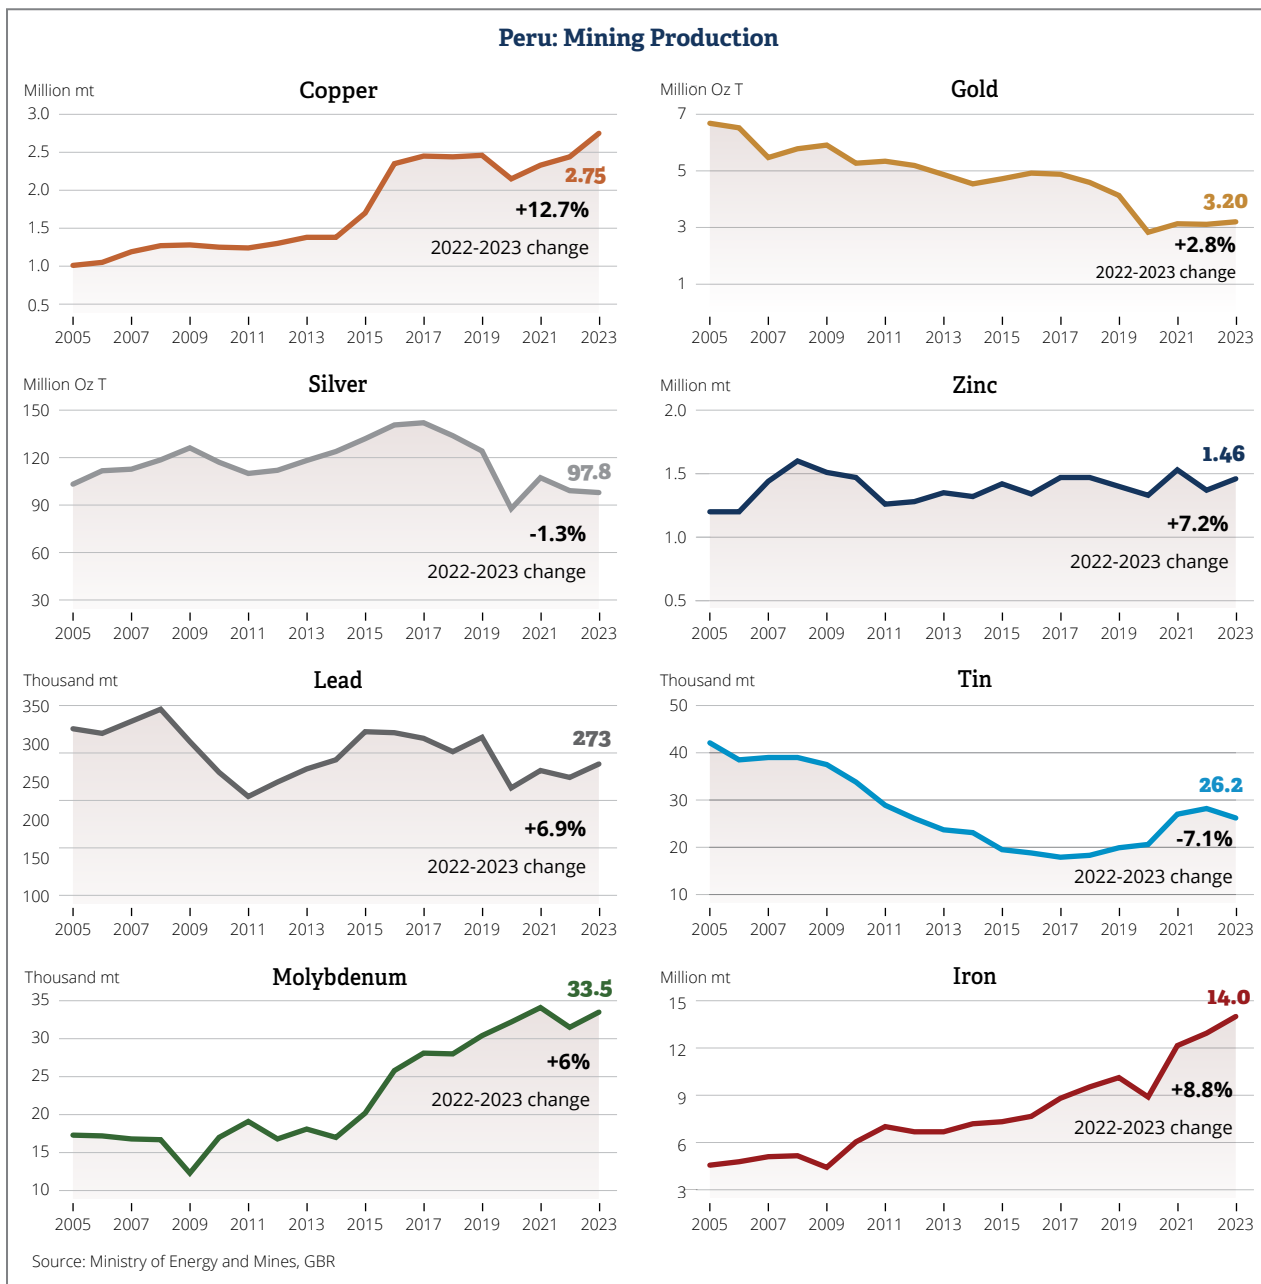 Peru: Mining Production
Million mt
Copper
3.0
2.5
2.0
1.5
1.0
0.5
2.75
+12.7%
2022-2023 change
2005 2007 2009 2011 2013 2015 2017 2019 2021 2023
Million Oz T
Gold
7
5
3
1
3.20
+2.8%
2022-2023 change
2005 2007 2009 2011 2013 2015 2017 2019 2021 2023
Million Oz T
Silver
150
120
90
60
30
97.8
-1.3%
2022-2023 change
2005 2007 2009 2011 2013 2015 2017 2019 2021 2023
Million mt
Zinc
2.0
1.5
1.0
0.5
1.46
+7.2%
2022-2023 change
2005 2007 2009 2011 2013 2015 2017 2019 2021 2023
Thousand mt
Lead
350
300
250
200
150
100
273
+6.9%
2022-2023 change
2005 2007 2009 2011 2013 2015 2017 2019 2021 2023
Thousand mt
Tin
50
40
30
20
10
26.2
-7.1%
2022-2023 change
2005 2007 2009 2011 2013 2015 2017 2019 2021 2023
Thousand mt
Molybdenum
35
30
25
20
15
10
33.5
+6%
2022-2023 change
2005 2007 2009 2011 2013 2015 2017 2019 2021 2023
Million mt
Iron
15
12
9
6
3
14.0
+8.8%
2022-2023 change
2005 2007 2009 2011 2013 2015 2017 2019 2021 2023
Source: Ministry of Energy and Mines, GBR